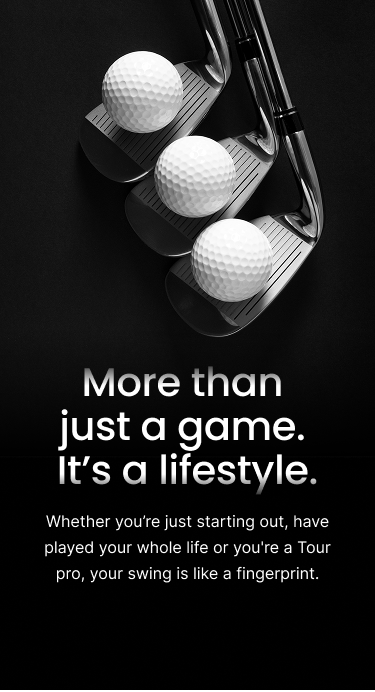 More than
just a game.
It’s a lifestyle.
Whether you’re just starting out, have
played your whole life or you're a Tour
pro, your swing is like a fingerprint.